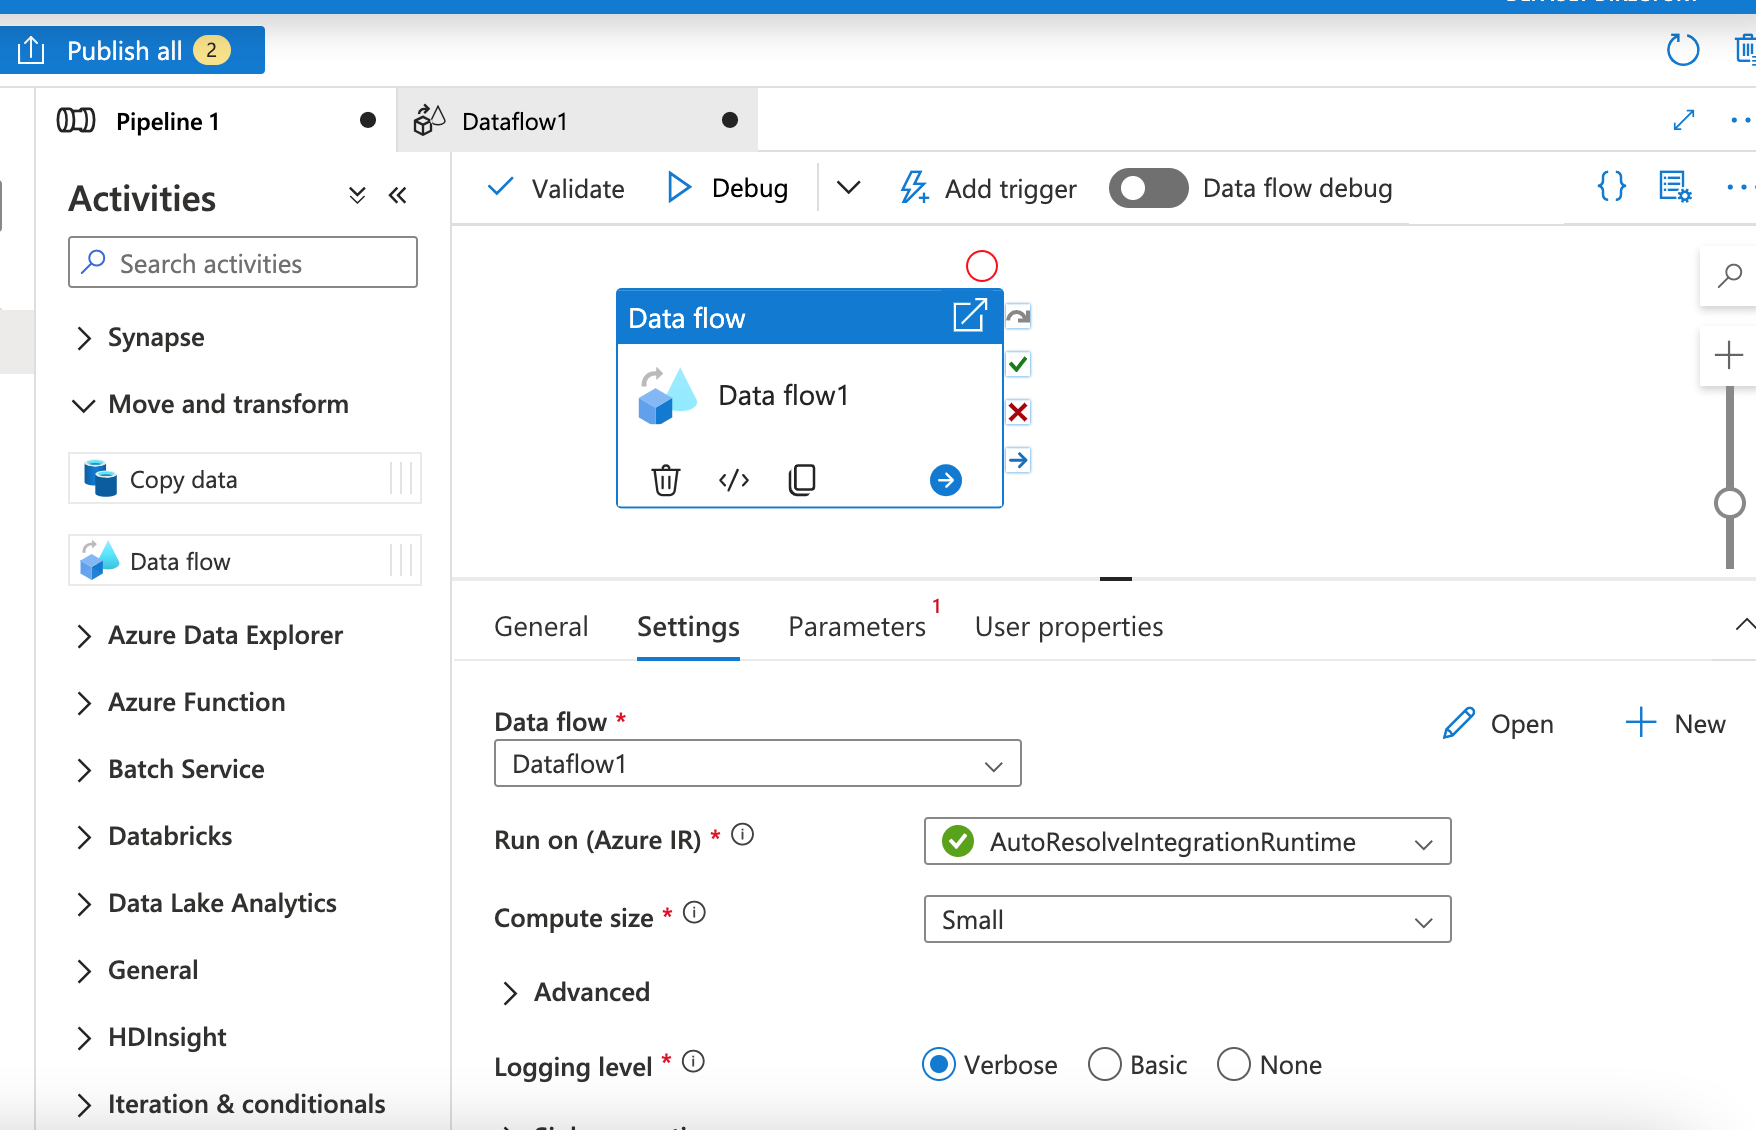 Publish all 2
Pipeline 1
Dataflow1
Activities
Validate
Debug
Add trigger
Data flow debug
Search activities
Synapse
Move and transform
Copy data
Data flow
Azure Data Explorer
Azure Function
Batch Service
Databricks
Data Lake Analytics
General
HDInsight
Iteration & conditionals
Data flow
Data flow1
General
Settings
Parameters 1
User properties
Data flow *
Open
New
Dataflow1
Run on (Azure IR) *
AutoResolveIntegrationRuntime
Compute size *
Small
Advanced
Logging level *
Verbose
Basic
None